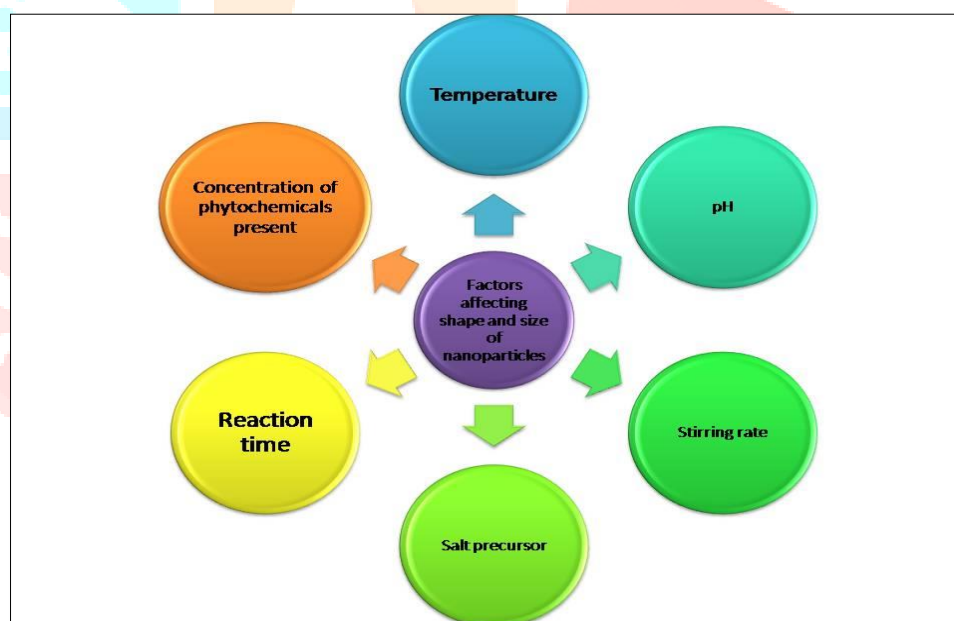 Temperature
Concentration of
phytochemicals
present
pH
Factors
affecting
shape and size
of
nanoparticles
Reaction
time
Stirring rate
Salt precursor